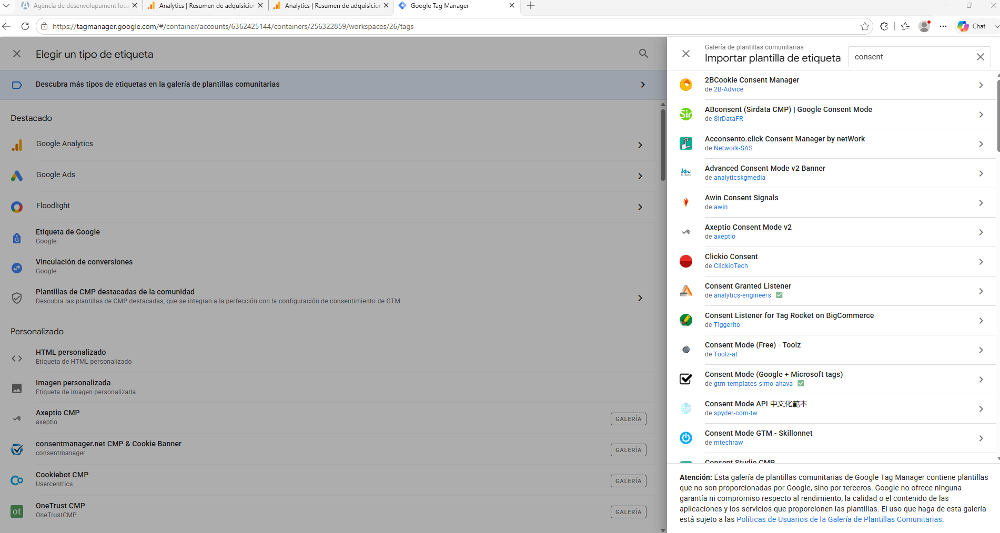 Agència de desenvolupament loca
Analytics | Resumen de adquisicion
Analytics | Resumen de adquisicion
Google Tag Manager
https://tagmanager.google.com/#/container/accounts/6362425144/containers/256322859/workspaces/26/tags
Chat
Elegir un tipo de etiqueta
Descubra más tipos de etiquetas en la galería de plantillas comunitarias
Destacado
Google Analytics
Google Ads
Floodlight
Etiqueta de Google
Google
Vinculación de conversiones
Google
Plantillas de CMP destacadas de la comunidad
Descubra las plantillas de CMP destacadas, que se integran a la perfección con la configuración de consentimiento de GTM
Personalizado
HTML personalizado
Etiqueta de HTML personalizado
Imagen personalizada
Etiqueta de imagen personalizada
Axeptio CMP
axeptio
GALERÍA
consentmanager.net CMP & Cookie Banner
consentmanager
GALERÍA
Cookiebot CMP
Usercentrics
GALERÍA
ot
OneTrust CMP
OneTrustCMP
GALERÍA
Galería de plantillas comunitarias
Importar plantilla de etiqueta
consent
2BCookie Consent Manager
de 2B-Advice
Sir
ABconsent (Sirdata CMP) | Google Consent Mode
de SirDataFR
Acconsento.click Consent Manager by netWork
de Network-SAS
Advanced Consent Mode v2 Banner
de analyticskgmedia
Awin Consent Signals
de awin
Axeptio Consent Mode v2
de axeptio
Clickio Consent
de ClickioTech
Consent Granted Listener
de analytics-engineers
Consent Listener for Tag Rocket on BigCommerce
de Tiggerito
Consent Mode (Free) - Toolz
de Toolz-at
Consent Mode (Google + Microsoft tags)
de gtm-templates-simo-ahava
Consent Mode API 中文化範本
de spyder-com-tw
Consent Mode GTM - Skillonnet
de mtechraw
Consent Studio CMP
Atención: Esta galería de plantillas comunitarias de Google Tag Manager contiene plantillas
que no son proporcionadas por Google, sino por terceros. Google no ofrece ninguna
garantía ni compromiso respecto al rendimiento, la calidad o el contenido de las
aplicaciones y los servicios que proporcionen las plantillas. El uso que haga de esta galería
está sujeto a las Políticas de Usuarios de la Galería de Plantillas Comunitarias.